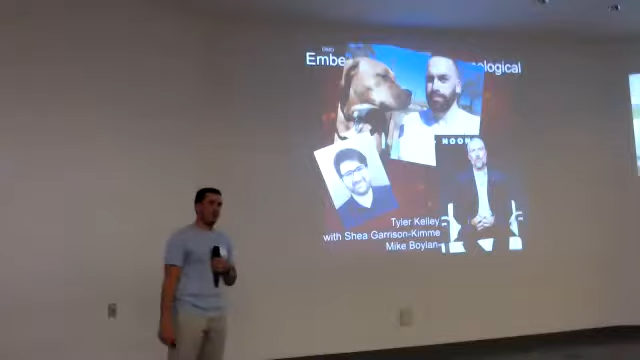 Embe
ological
NOON
Tyler Kelley
with Shea Garrison-Kimme
Mike Boylan-